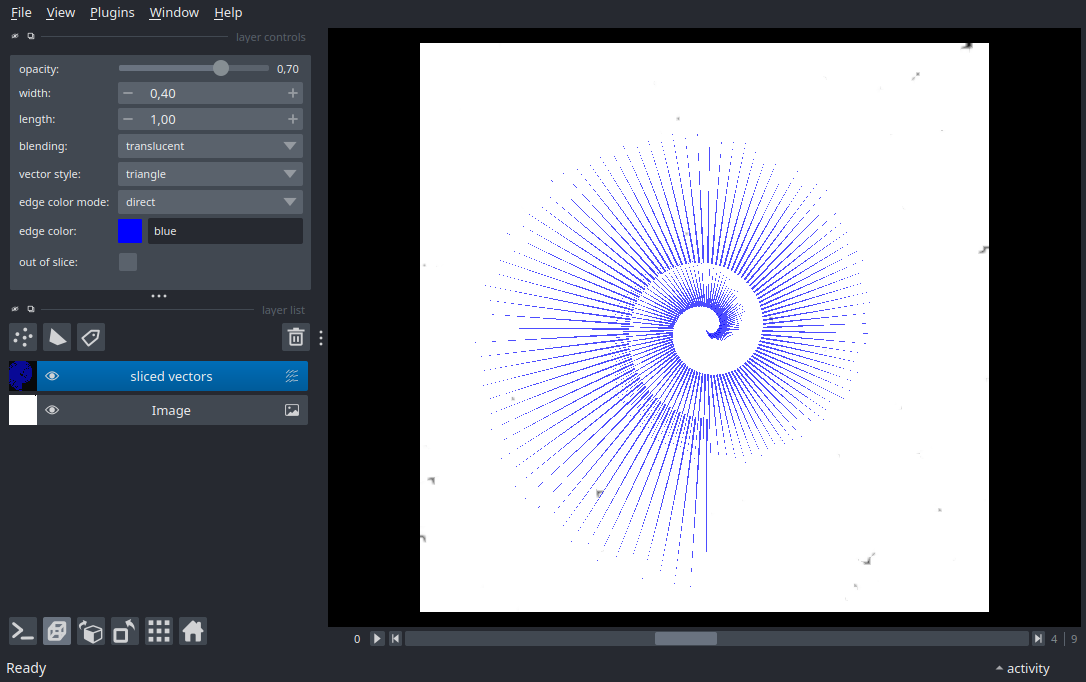 File View Plugins Window Help
layer controls
opacity: 0,70
width: 0,40
length: 1,00
blending: translucent
vector style: triangle
edge color mode: direct
edge color: blue
out of slice:
layer list
sliced vectors
Image
0 4 | 9
Ready activity